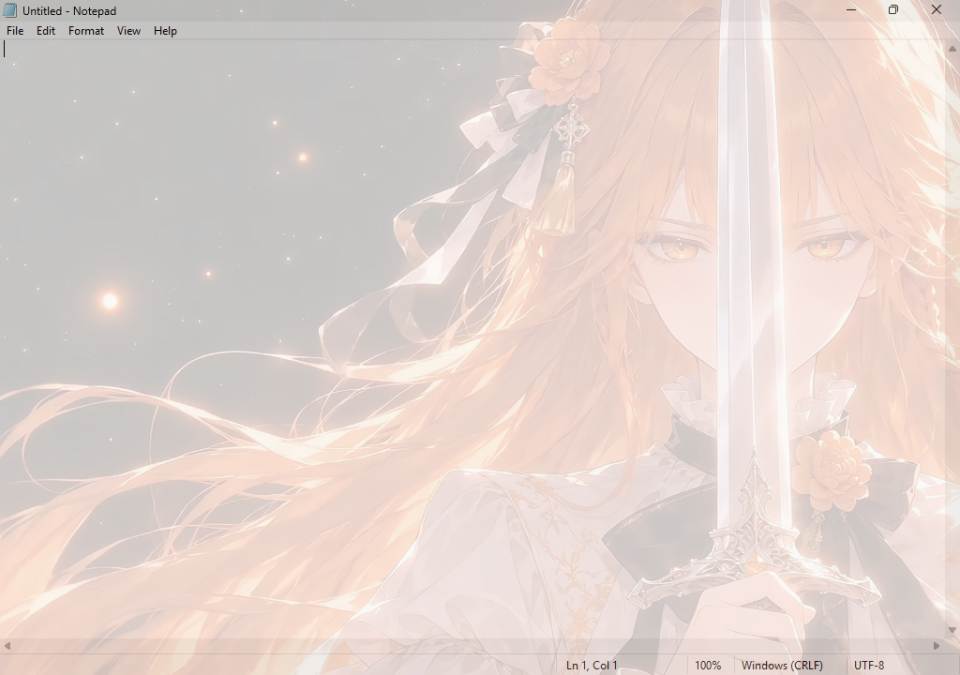 Untitled - Notepad
File Edit Format View Help
Ln 1, Col 1 100% Windows (CRLF) UTF-8